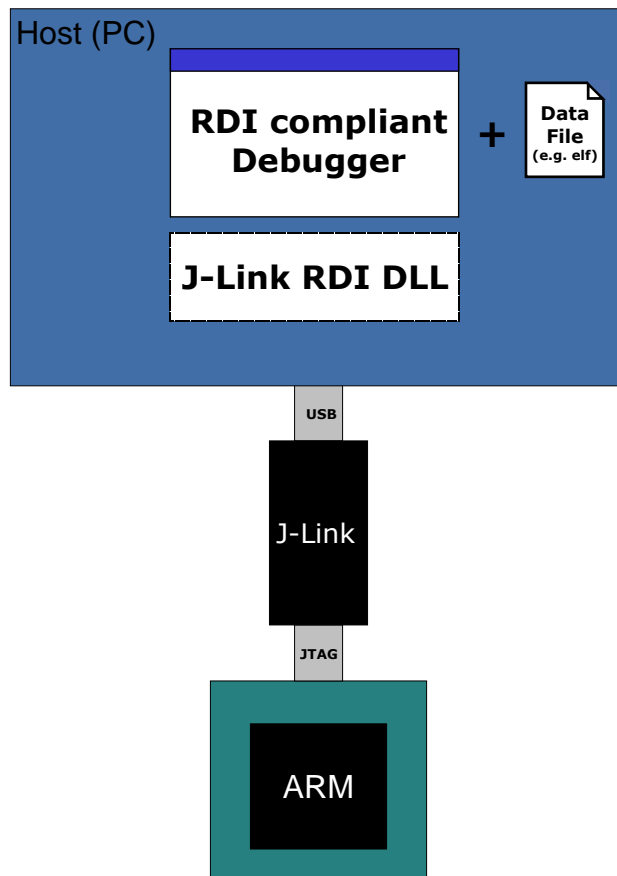 Host (PC)
RDI compliant
Debugger
+
Data
File
(e.g. elf)
J-Link RDI DLL
USB
J-Link
JTAG
ARM